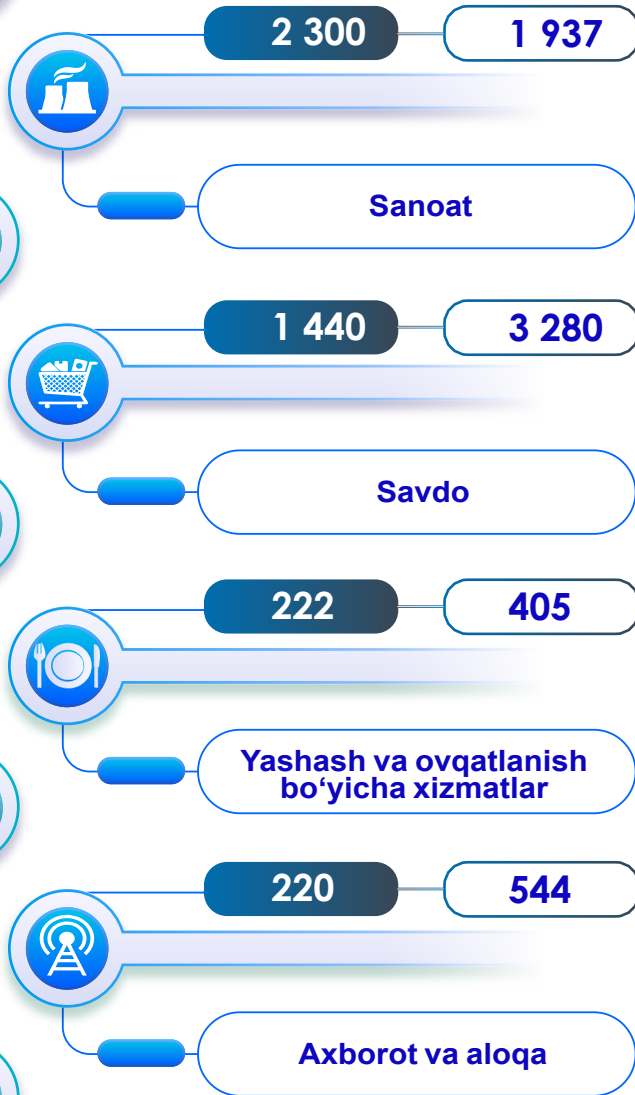 2 300 1 937
Sanoat
1 440 3 280
Savdo
222 405
Yashash va ovqatlanish
bo‘yicha xizmatlar
220 544
Axborot va aloqa